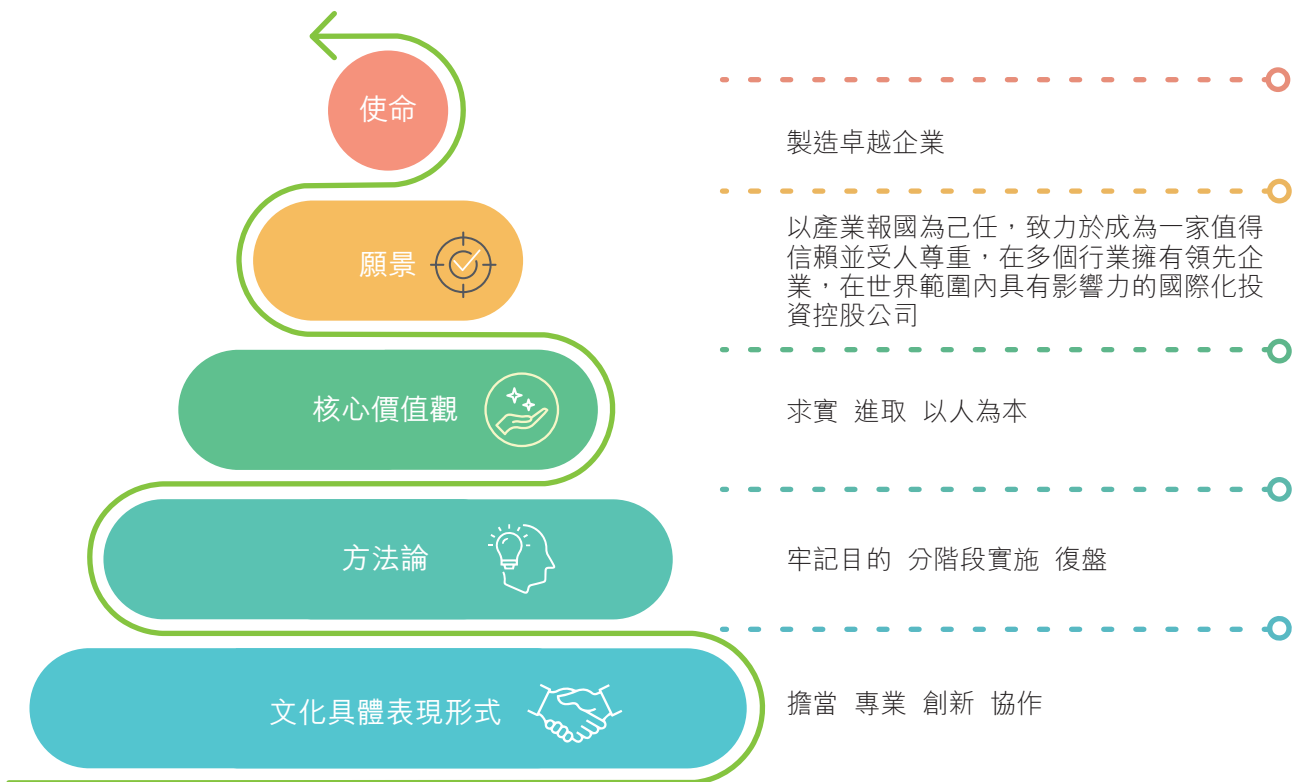 使命
製造卓越企業
願景
以產業報國為己任，致力於成為一家值得
信賴並受人尊重，在多個行業擁有領先企
業，在世界範圍內具有影響力的國際化投
資控股公司
核心價值觀
求實 進取 以人為本
方法論
牢記目的 分階段實施 復盤
文化具體表現形式
擔當 專業 創新 協作